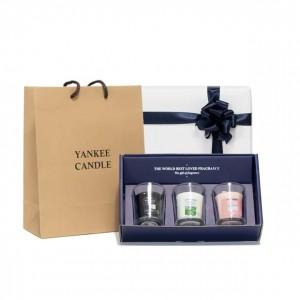 YANKEE
CANDLE
THE WORLD BEST LOVED FRAGRANCE
The gift of fragrance